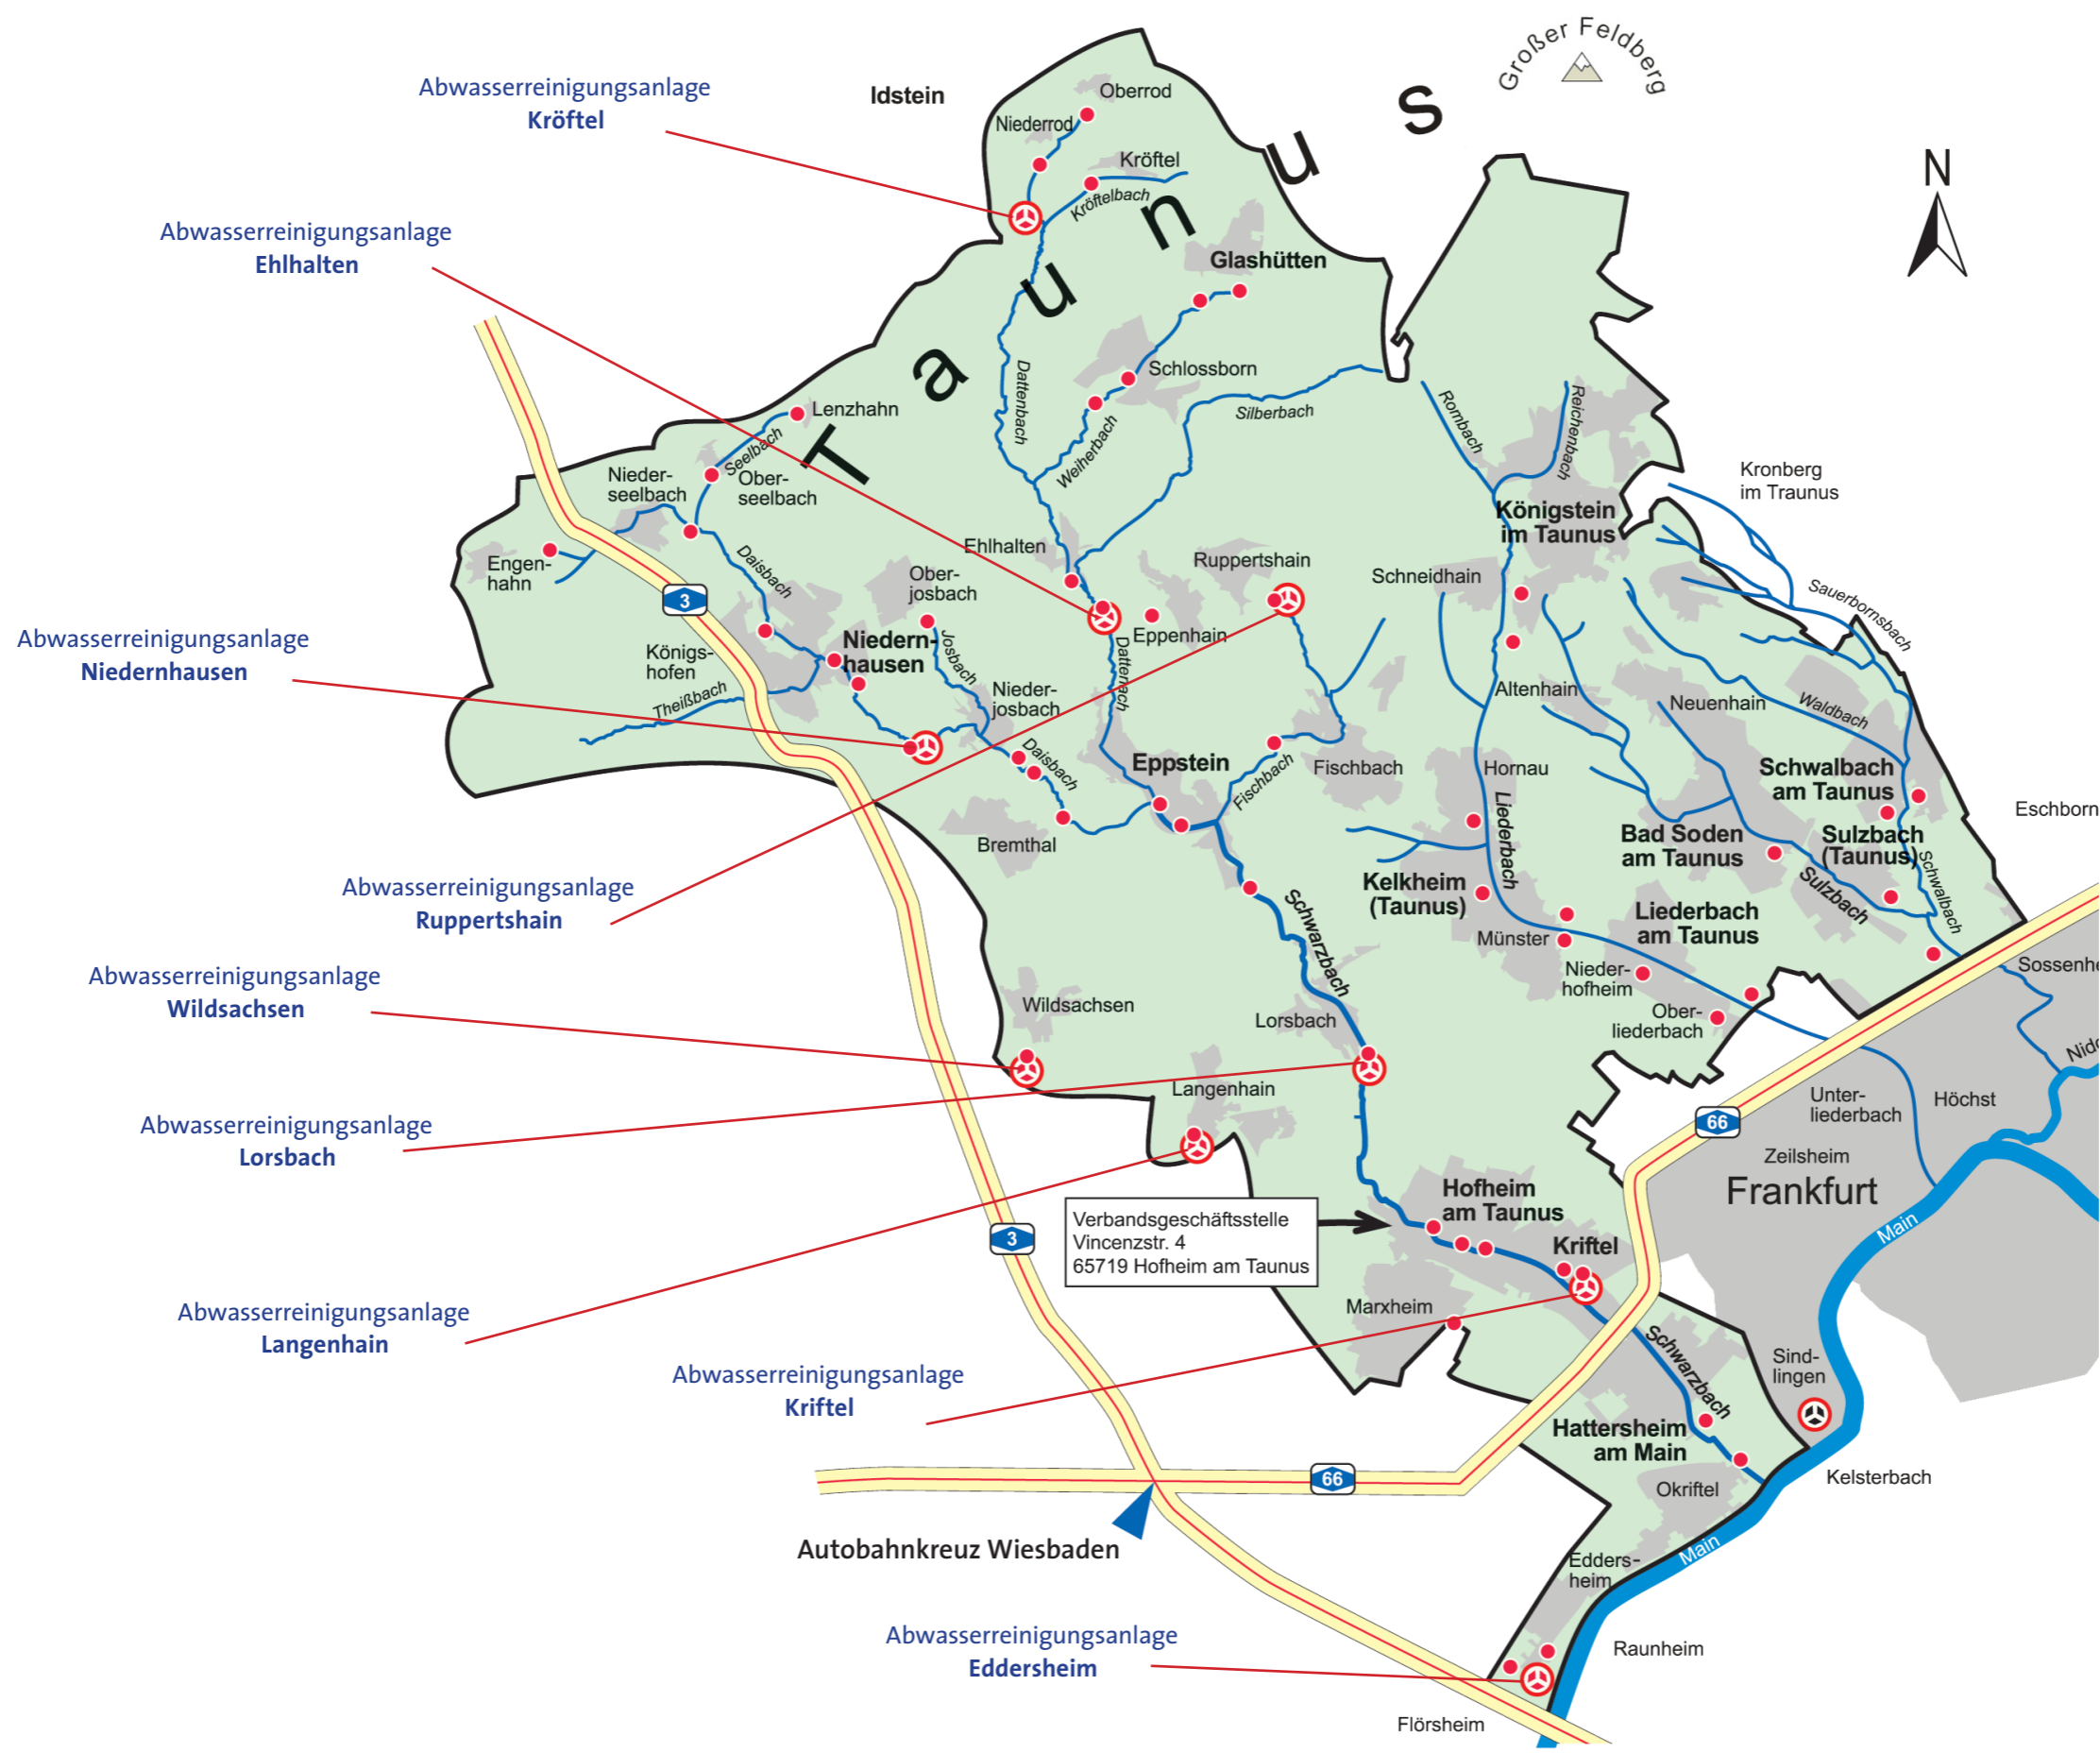 Großer Feldberg
Idstein
T a u n u s
N
Abwasserreinigungsanlage
Kröftel
Abwasserreinigungsanlage
Ehlhalten
Abwasserreinigungsanlage
Niedernhausen
Abwasserreinigungsanlage
Ruppertshain
Abwasserreinigungsanlage
Wildsachsen
Abwasserreinigungsanlage
Lorsbach
Abwasserreinigungsanlage
Langenhain
Abwasserreinigungsanlage
Kriftel
Abwasserreinigungsanlage
Eddersheim
Oberrod
Niederrod
Kröftel
Kröftelbach
Glashütten
Schlossborn
Dattenbach
Weiherbach
Silberbach
Rombach
Reichenbach
Lenzhahn
Seelbach
Nieder-
seelbach
Ober-
seelbach
Engen-
hahn
Daisbach
3
Königs-
hofen
Theißbach
Niedern-
hausen
Ober-
josbach
Josbach
Nieder-
josbach
Daisbach
Ehlhalten
Eppenhain
Dattenach
Ruppertshain
Schneidhain
Königstein
im Taunus
Kronberg
im Traunus
Sauerbornsbach
Altenhain
Neuenhain
Waldbach
Eppstein
Fischbach
Fischbach
Hornau
Liederbach
Schwalbach
am Taunus
Eschborn
Bremthal
Bad Soden
am Taunus
Sulzbach
(Taunus)
Sulzbach
Schwalbach
Kelkheim
(Taunus)
Münster
Liederbach
am Taunus
Nieder-
hofheim
Ober-
liederbach
Schwarzbach
Wildsachsen
Lorsbach
Langenhain
Sossenhe
Nidd
Unter-
liederbach
Höchst
66
Zeilsheim
Frankfurt
Main
Hofheim
am Taunus
Kriftel
Verbandsgeschäftsstelle
Vincenzstr. 4
65719 Hofheim am Taunus
3
Marxheim
Schwarzbach
Sind-
lingen
Hattersheim
am Main
Okriftel
Kelsterbach
66
Autobahnkreuz Wiesbaden
Main
Edders-
heim
Raunheim
Flörsheim